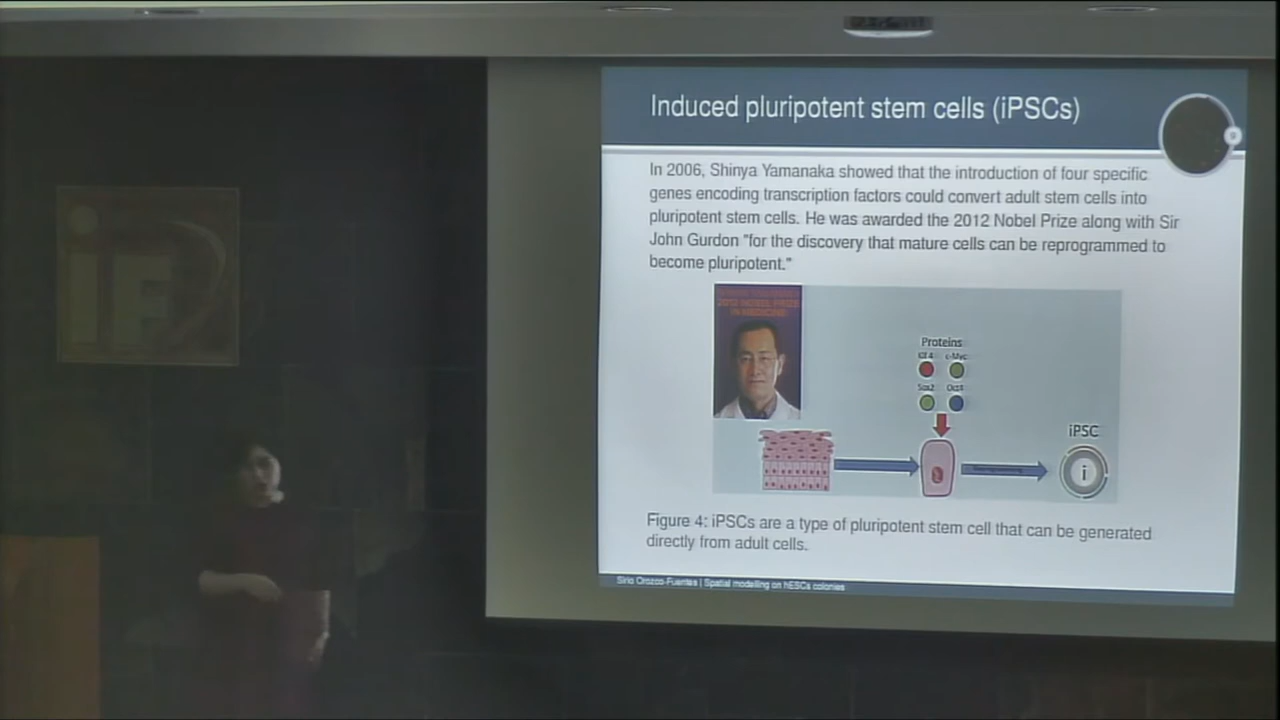 Induced pluripotent stem cells (iPSCs)
9
In 2006, Shinya Yamanaka showed that the introduction of four specific
genes encoding transcription factors could convert adult stem cells into
pluripotent stem cells. He was awarded the 2012 Nobel Prize along with Sir
John Gurdon "for the discovery that mature cells can be reprogrammed to
become pluripotent."
2012 NOBEL PRIZE
IN MEDICINE
Proteins
Klf4 c-Myc
Sox2 Oct4
iPSC
i
Figure 4: iPSCs are a type of pluripotent stem cell that can be generated
directly from adult cells.
Sirio Orozco-Fuentes | Spatial modelling on hESCs colonies